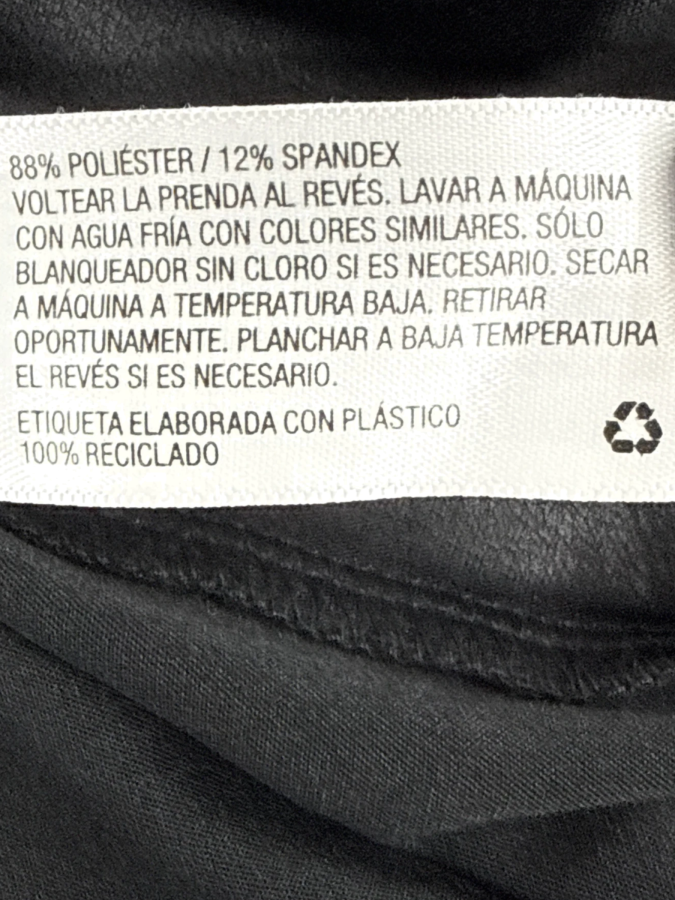 88% POLIÉSTER / 12% SPANDEX
VOLTEAR LA PRENDA AL REVÉS. LAVAR A MÁQUINA
CON AGUA FRÍA CON COLORES SIMILARES. SÓLO
BLANQUEADOR SIN CLORO SI ES NECESARIO. SECAR
A MÁQUINA A TEMPERATURA BAJA. RETIRAR
OPORTUNAMENTE. PLANCHAR A BAJA TEMPERATURA
EL REVÉS SI ES NECESARIO.
ETIQUETA ELABORADA CON PLÁSTICO
100% RECICLADO